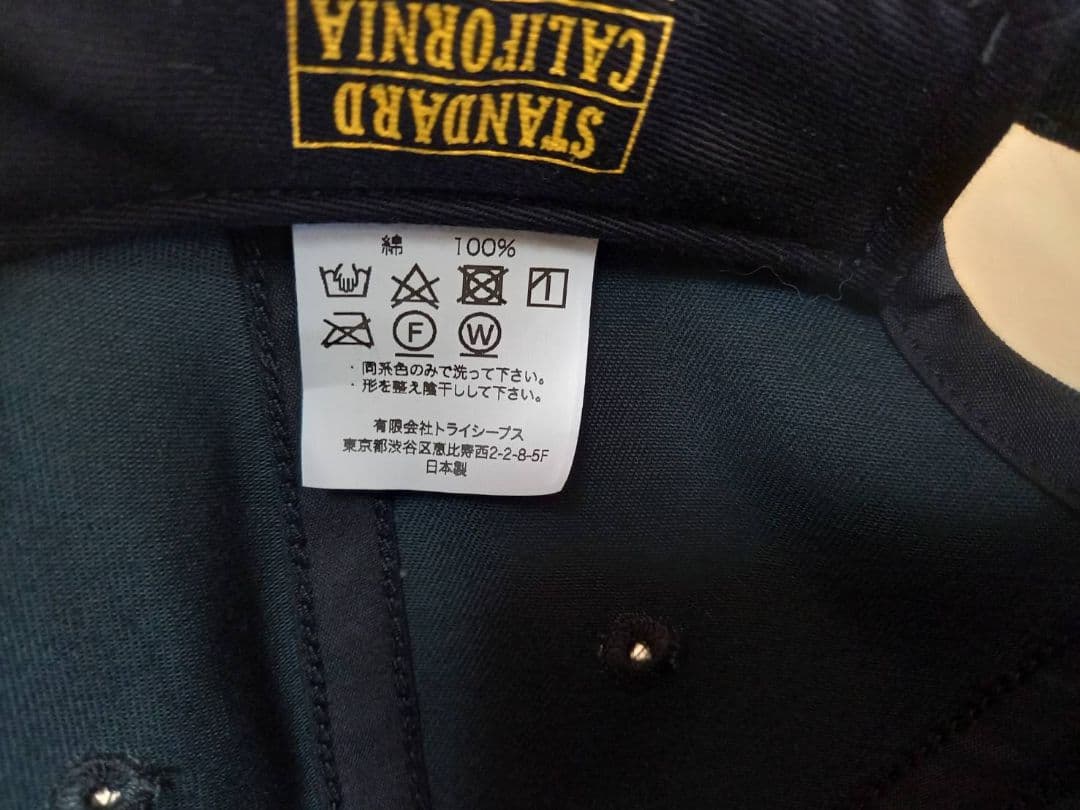 STANDARD
CALIFORNIA
綿 100%
F W
・同系色のみで洗って下さい。
・形を整え陰干しして下さい。
有限会社トライシープス
東京都渋谷区恵比寿西2-2-8-5F
日本製